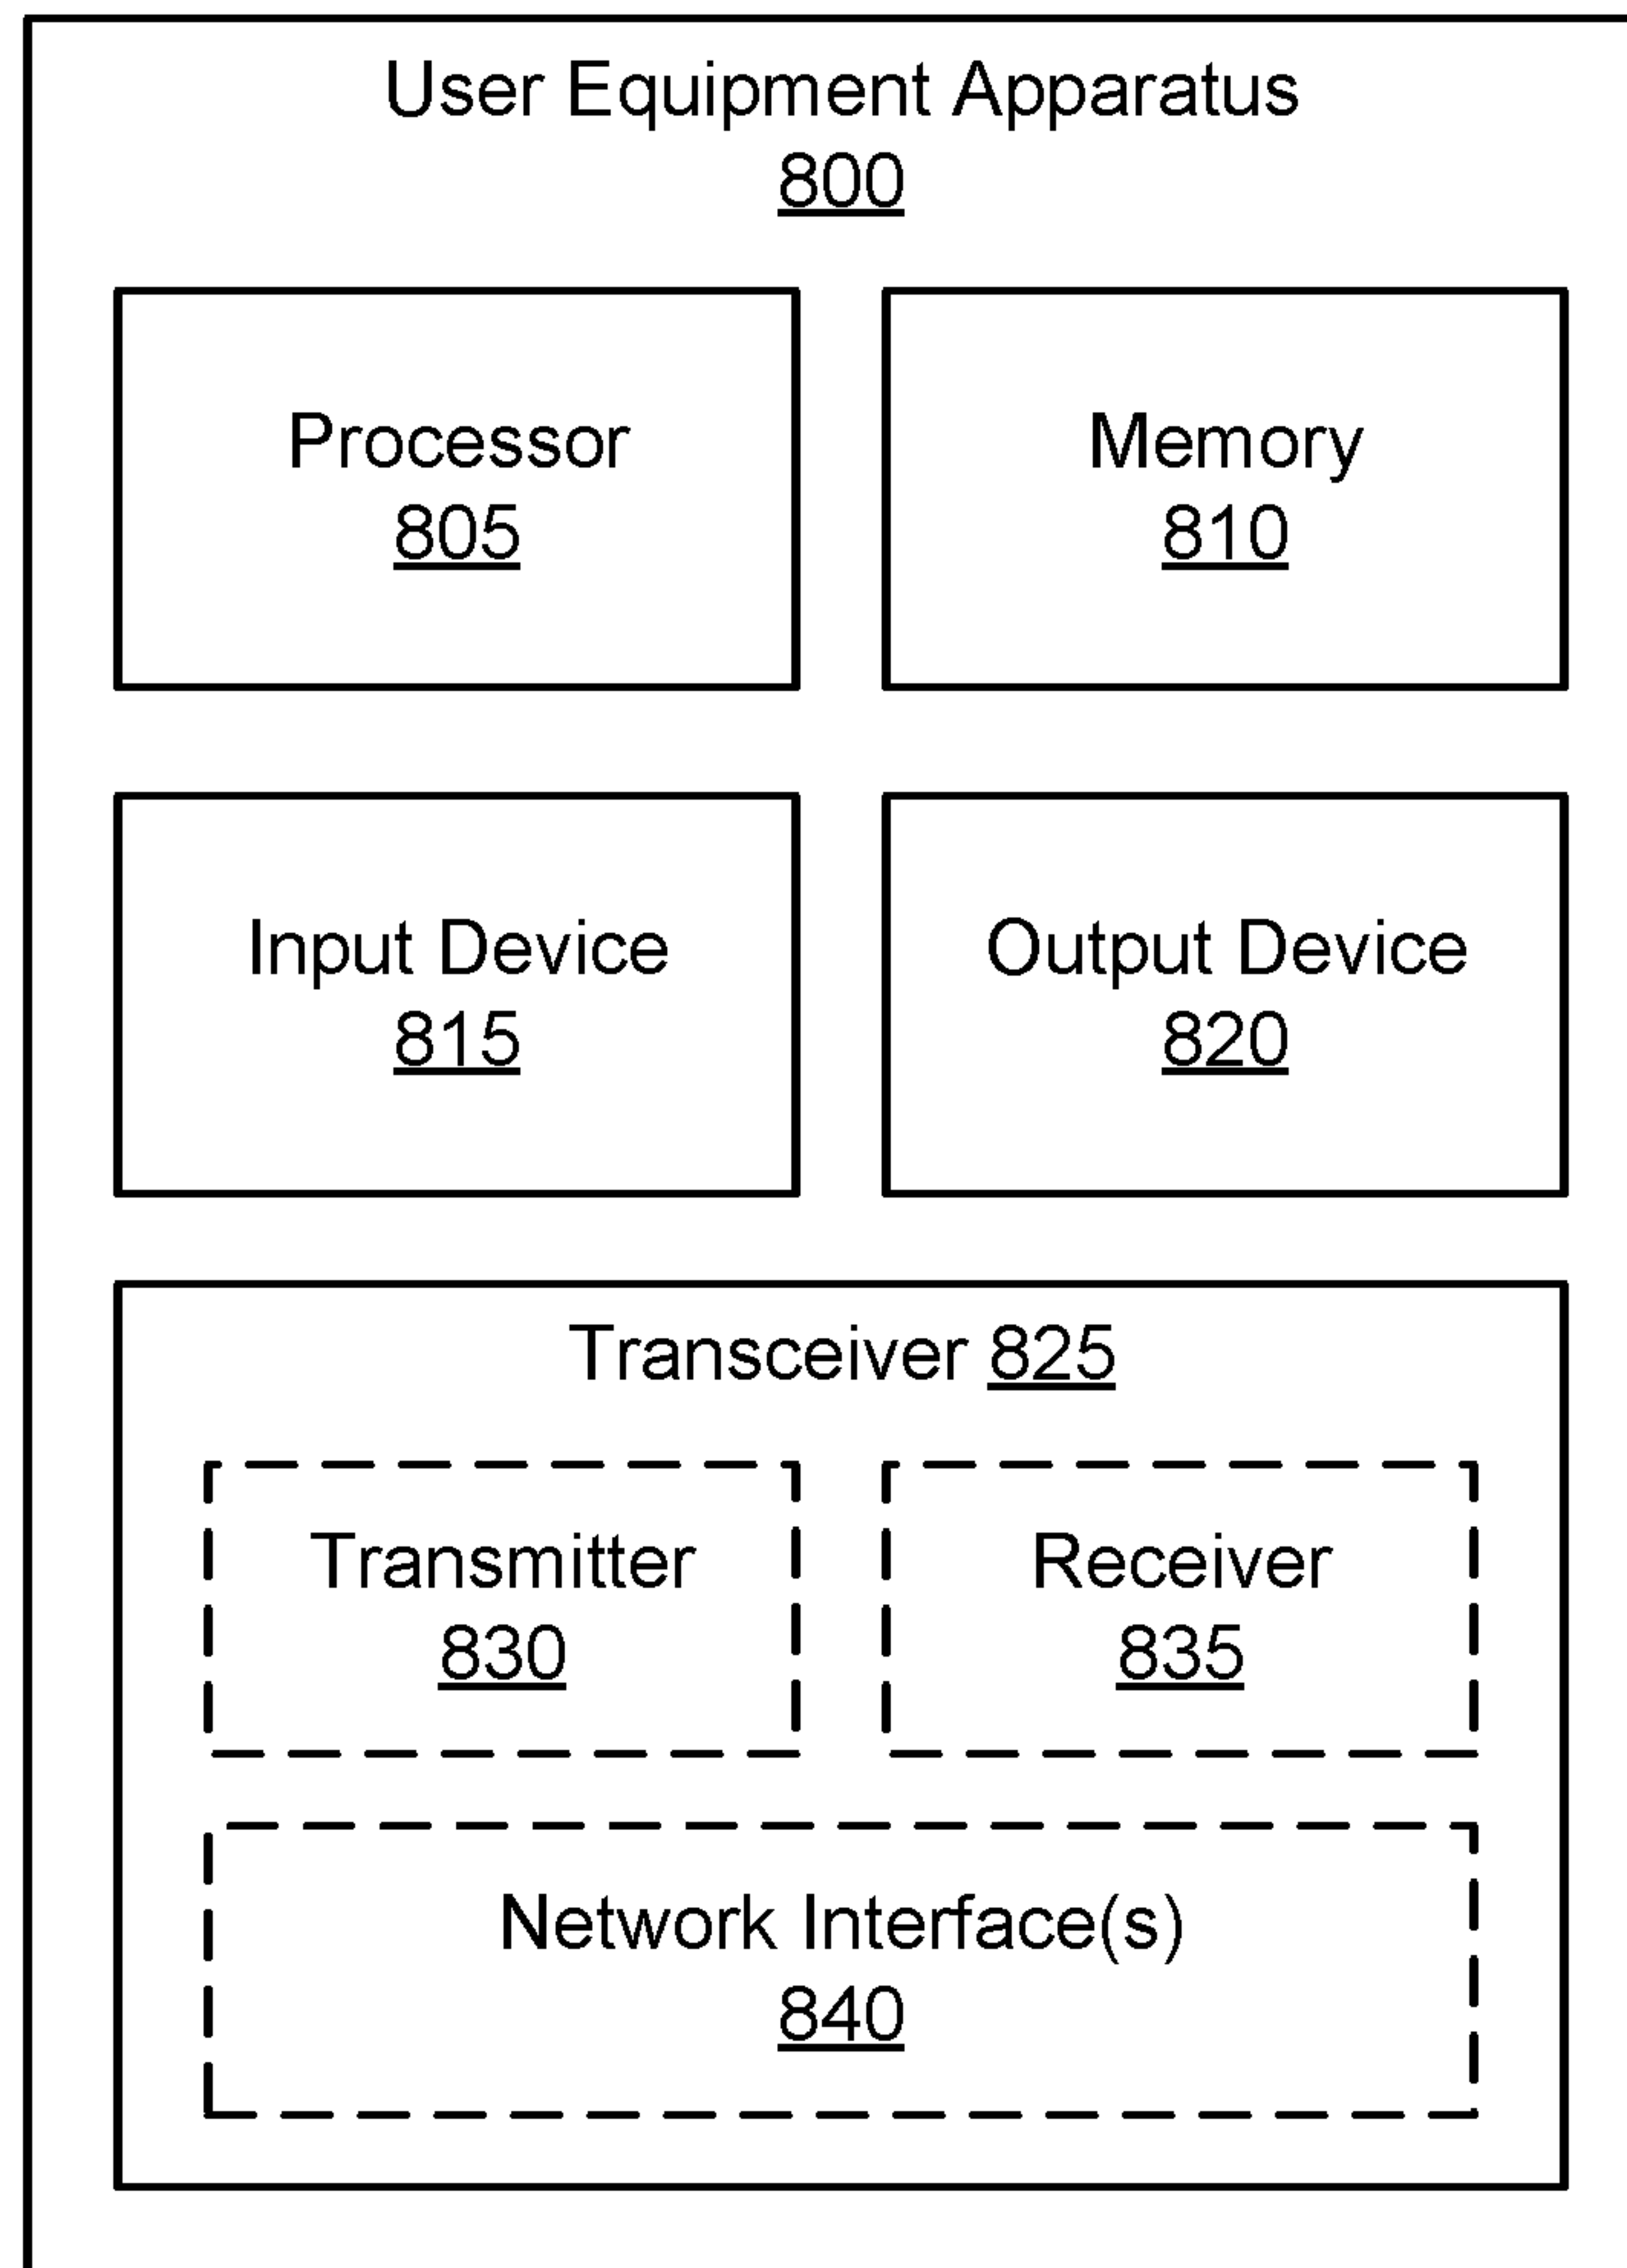 User Equipment Apparatus
800
Processor
805
Memory
810
Input Device
815
Output Device
820
Transceiver 825
Transmitter
830
Receiver
835
Network Interface(s)
840